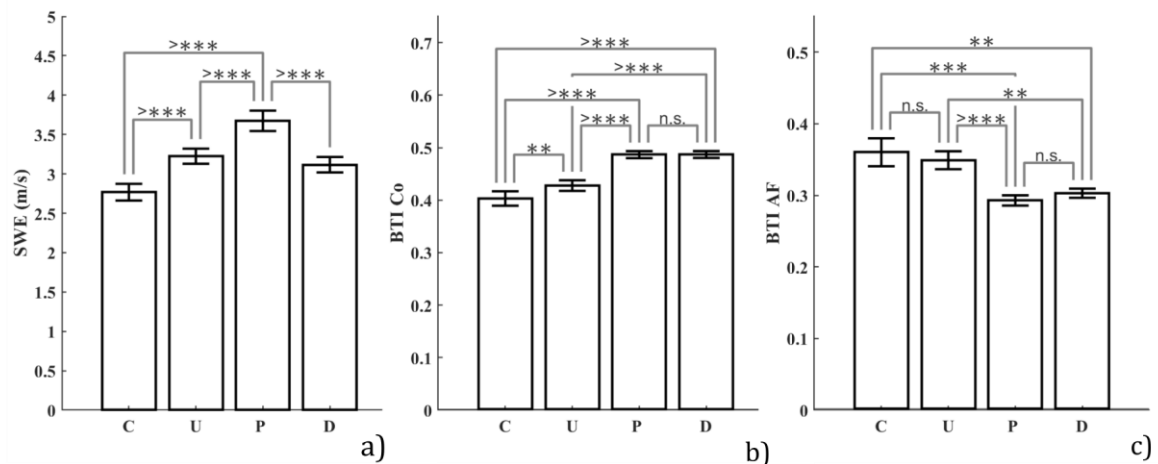 SWE (m/s)
5
4.5
4
3.5
3
2.5
2
1.5
1
0.5
0
>***
>*** >***
>***
C U P D
a)
BTI Co
0.7
0.6
0.5
0.4
0.3
0.2
0.1
0
>***
>***
>***
>*** n.s.
**
C U P D
b)
BTI AF
0.5
0.4
0.3
0.2
0.1
0
**
***
n.s. **
>***
n.s.
C U P D
c)